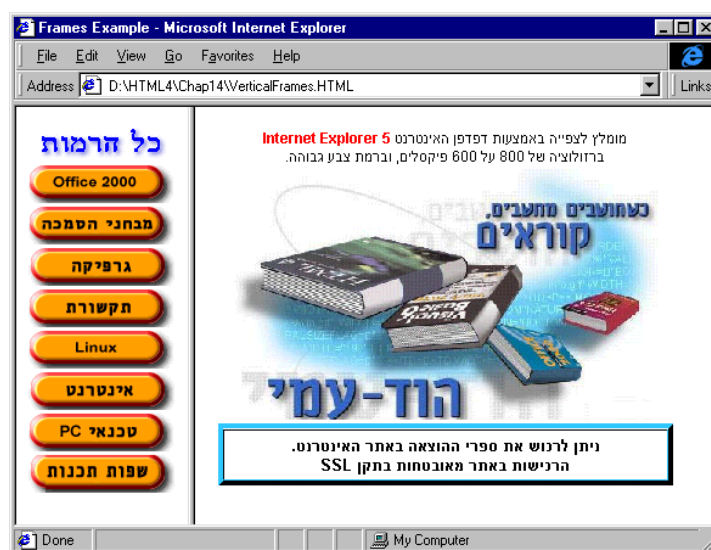 Frames Example - Microsoft Internet Explorer
File Edit View Go Favorites Help
Address D:\HTML4\Chap14\VerticalFrames.HTML Links
כל הרמות
Office 2000
מבחני הסמכה
גרפיקה
תקשורת
Linux
אינטרנט
טכנאי PC
שפות תכנות
מומלץ לצפייה באמצעות דפדפן האינטרנט Internet Explorer 5
ברזולוציה של 800 על 600 פיקסלים, וברמת צבע גבוהה.
כשחושבים מחשבים,
קוראים
הוד-עמי
ניתן לרכוש את ספרי ההוצאה באתר האינטרנט.
הרכישות באתר מאובטחות בתקן SSL
Done My Computer